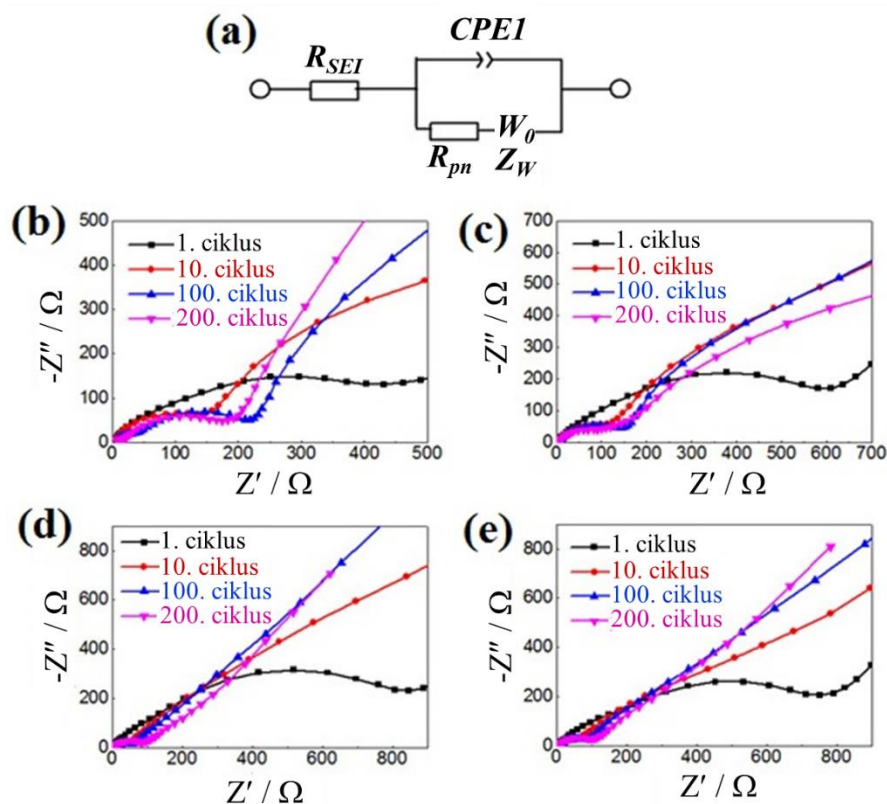 (a)
CPE1
R_SEI
R_pn
W_0
Z_W
(b)
500
400
300
200
100
0
-Z″ / Ω
1. ciklus
10. ciklus
100. ciklus
200. ciklus
0 100 200 300 400 500
Z′ / Ω
(c)
700
600
500
400
300
200
100
0
-Z″ / Ω
1. ciklus
10. ciklus
100. ciklus
200. ciklus
0 100 200 300 400 500 600 700
Z′ / Ω
(d)
800
600
400
200
0
-Z″ / Ω
1. ciklus
10. ciklus
100. ciklus
200. ciklus
0 200 400 600 800
Z′ / Ω
(e)
800
600
400
200
0
-Z″ / Ω
1. ciklus
10. ciklus
100. ciklus
200. ciklus
0 200 400 600 800
Z′ / Ω